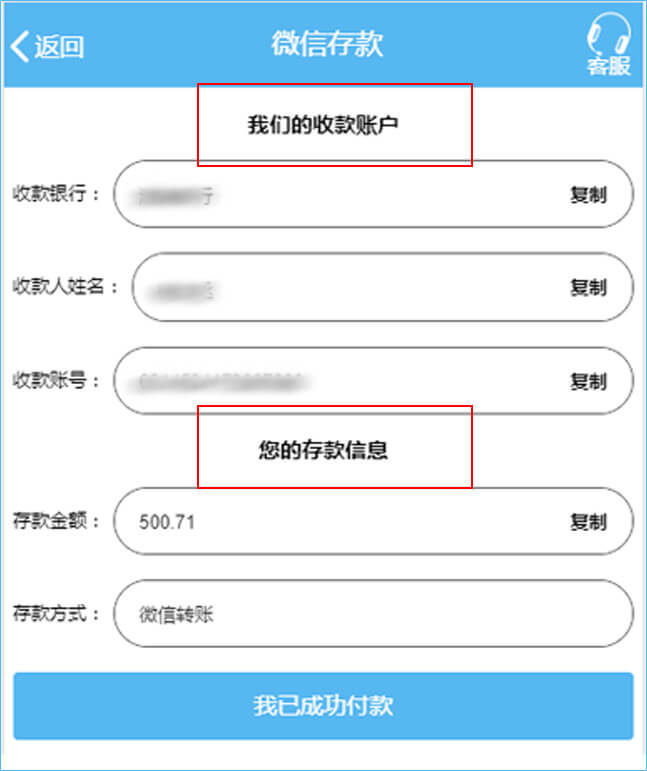 返回 微信存款 客服
我们的收款账户
收款银行： 复制
收款人姓名： 复制
收款账号： 复制
您的存款信息
存款金额： 500.71 复制
存款方式： 微信转账
我已成功付款